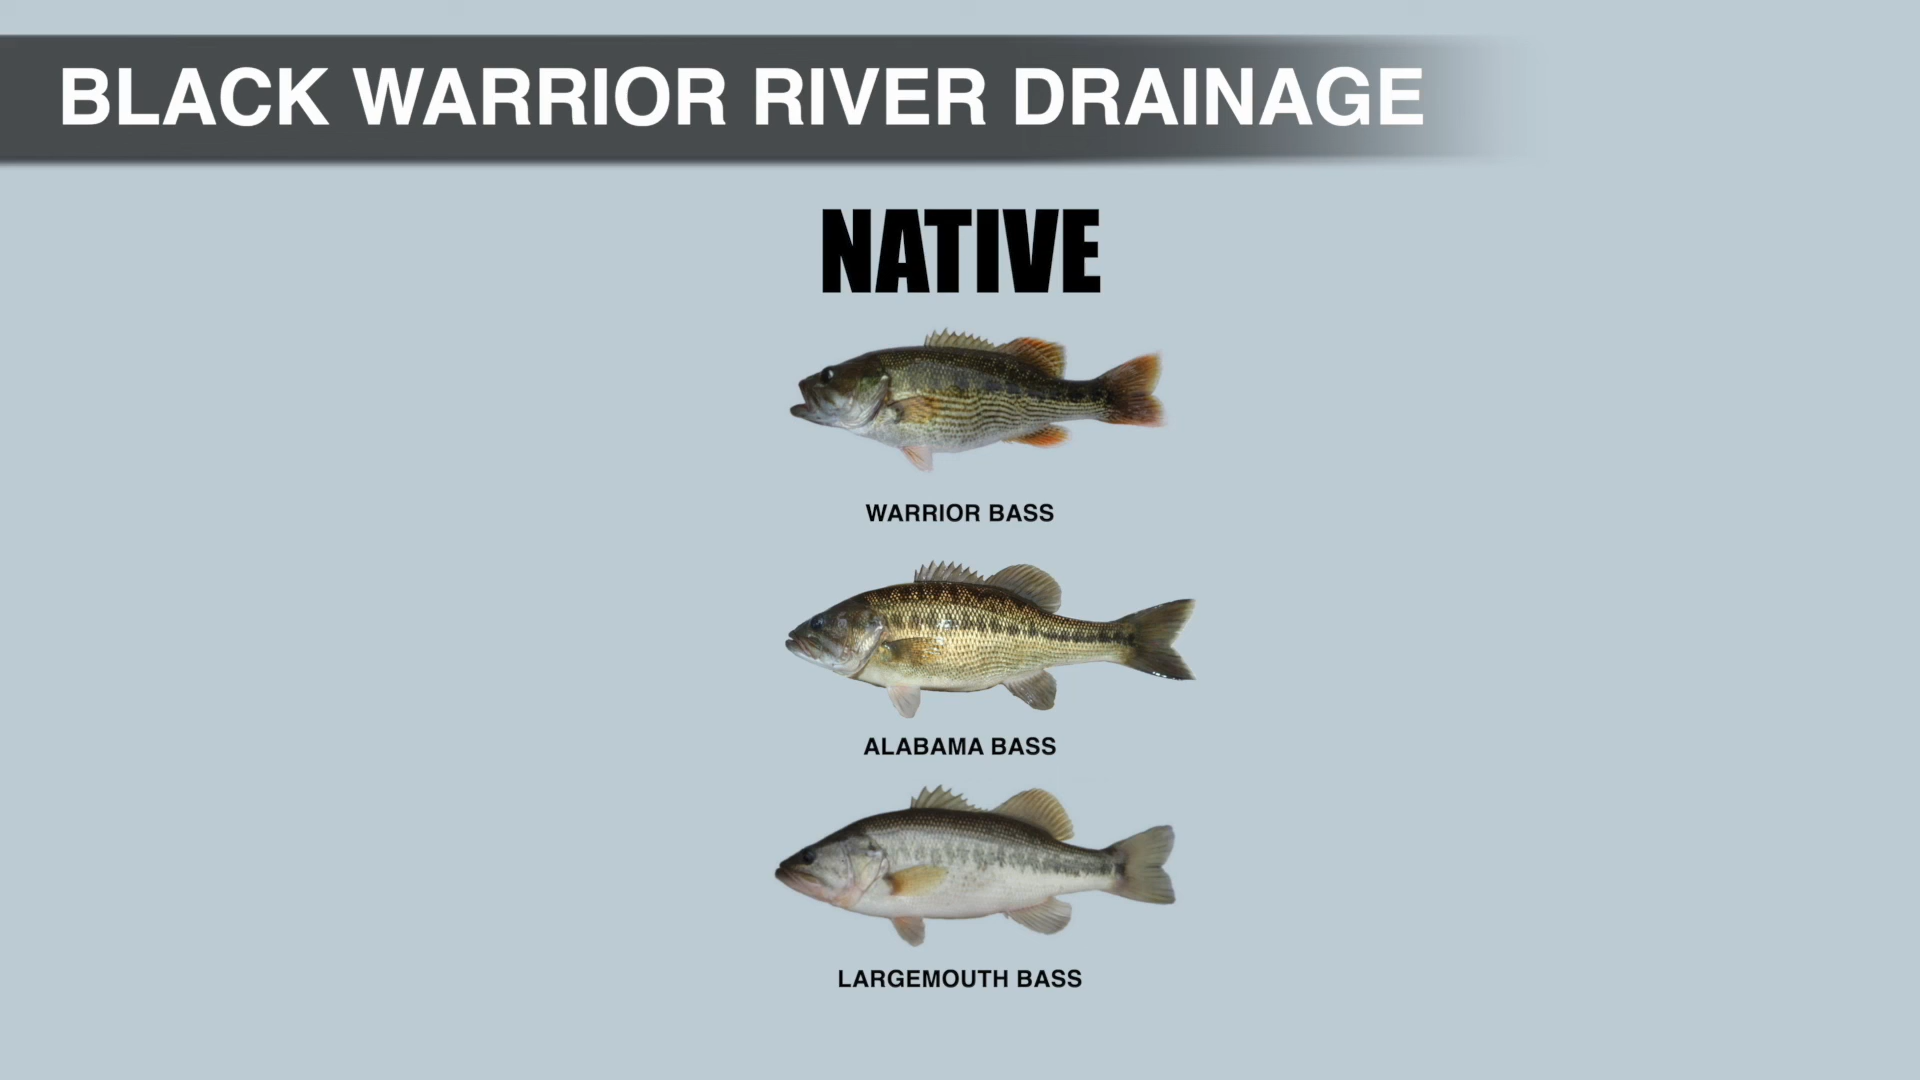 BLACK WARRIOR RIVER DRAINAGE
NATIVE
WARRIOR BASS
ALABAMA BASS
LARGEMOUTH BASS